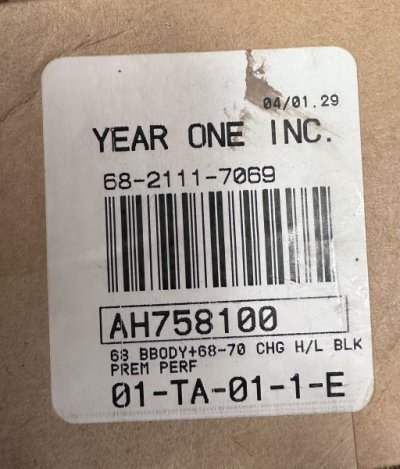 04/01.29
YEAR ONE INC.
68-2111-7069
AH758100
68 BBODY+68-70 CHG H/L BLK
PREM PERF
01-TA-01-1-E